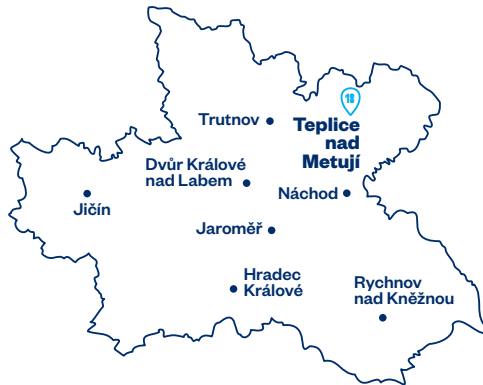 18
Trutnov
Teplice
nad
Metují
Dvůr Králové
nad Labem
Jičín
Náchod
Jaroměř
Hradec
Králové
Rychnov
nad Kněžnou